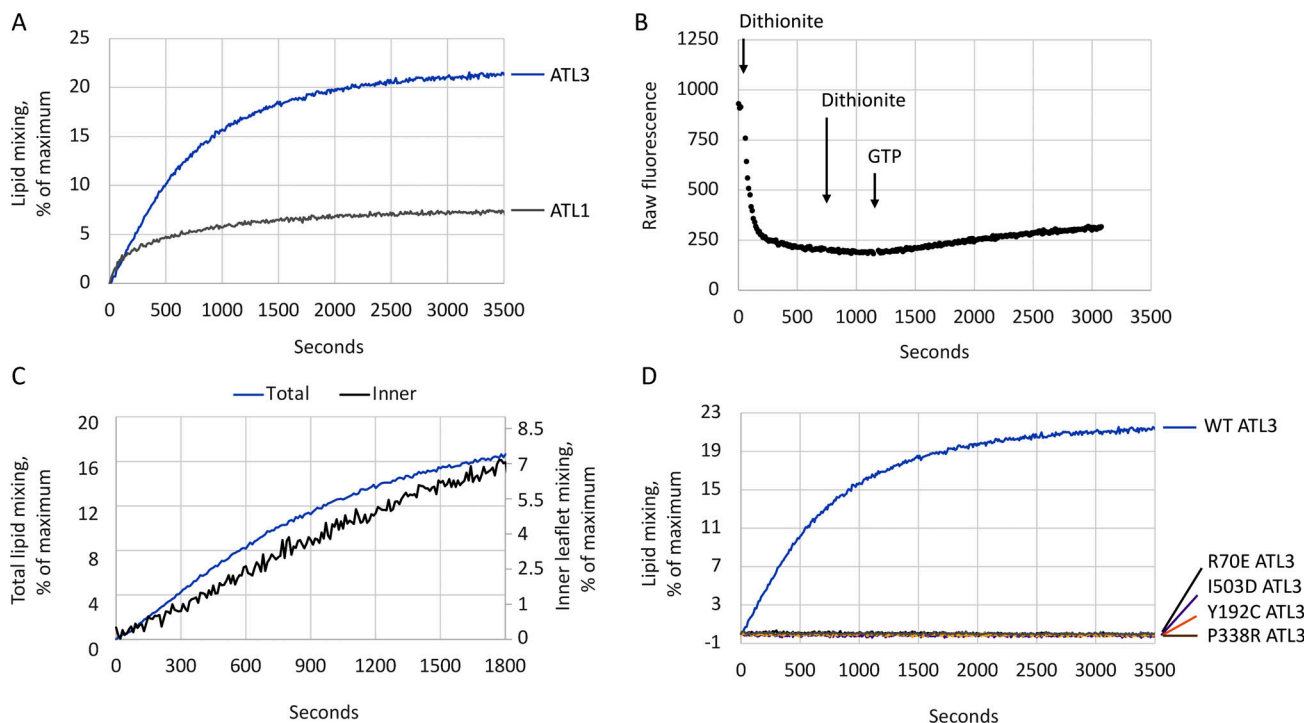 A
Lipid mixing,
% of maximum
25
20
15
10
5
0
0 500 1000 1500 2000 2500 3000 3500
Seconds
ATL3
ATL1
B
Dithionite
Dithionite
GTP
Raw fluorescence
1250
1000
750
500
250
0
0 500 1000 1500 2000 2500 3000 3500
Seconds
C
Total Inner
Total lipid mixing,
% of maximum
20
16
12
8
4
0
8.5
7
5.5
4
2.5
1
0
Inner leaflet mixing,
% of maximum
0 300 600 900 1200 1500 1800
Seconds
D
Lipid mixing,
% of maximum
23
19
15
11
7
3
-1
0 500 1000 1500 2000 2500 3000 3500
Seconds
WT ATL3
R70E ATL3
I503D ATL3
Y192C ATL3
P338R ATL3